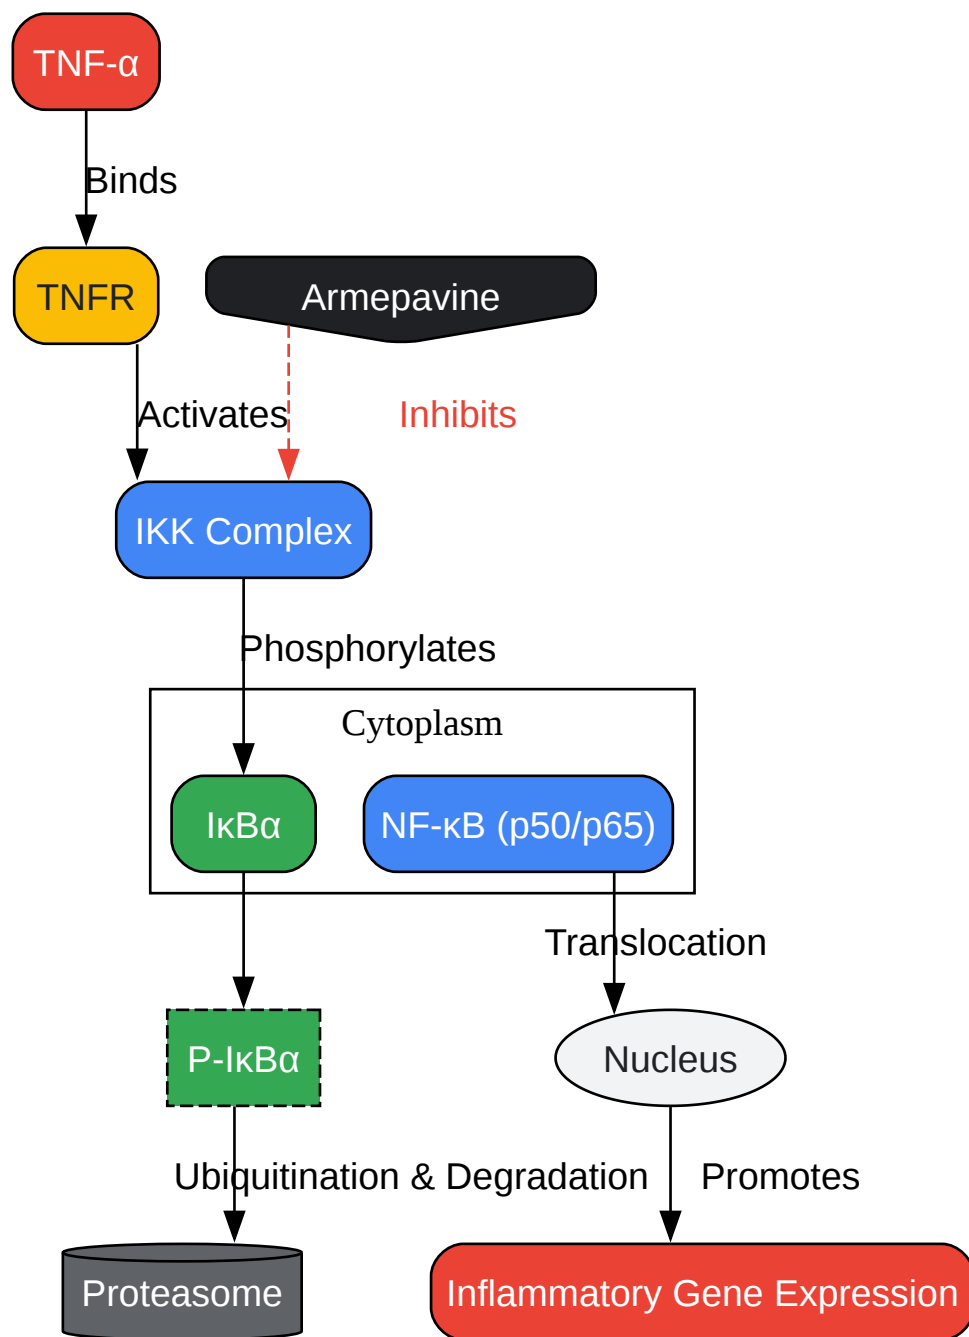 TNF-α
Binds
TNFR
Armepavine
Activates
Inhibits
IKK Complex
Phosphorylates
Cytoplasm
IκBα
NF-κB (p50/p65)
Translocation
P-IκBα
Nucleus
Ubiquitination & Degradation
Promotes
Proteasome
Inflammatory Gene Expression